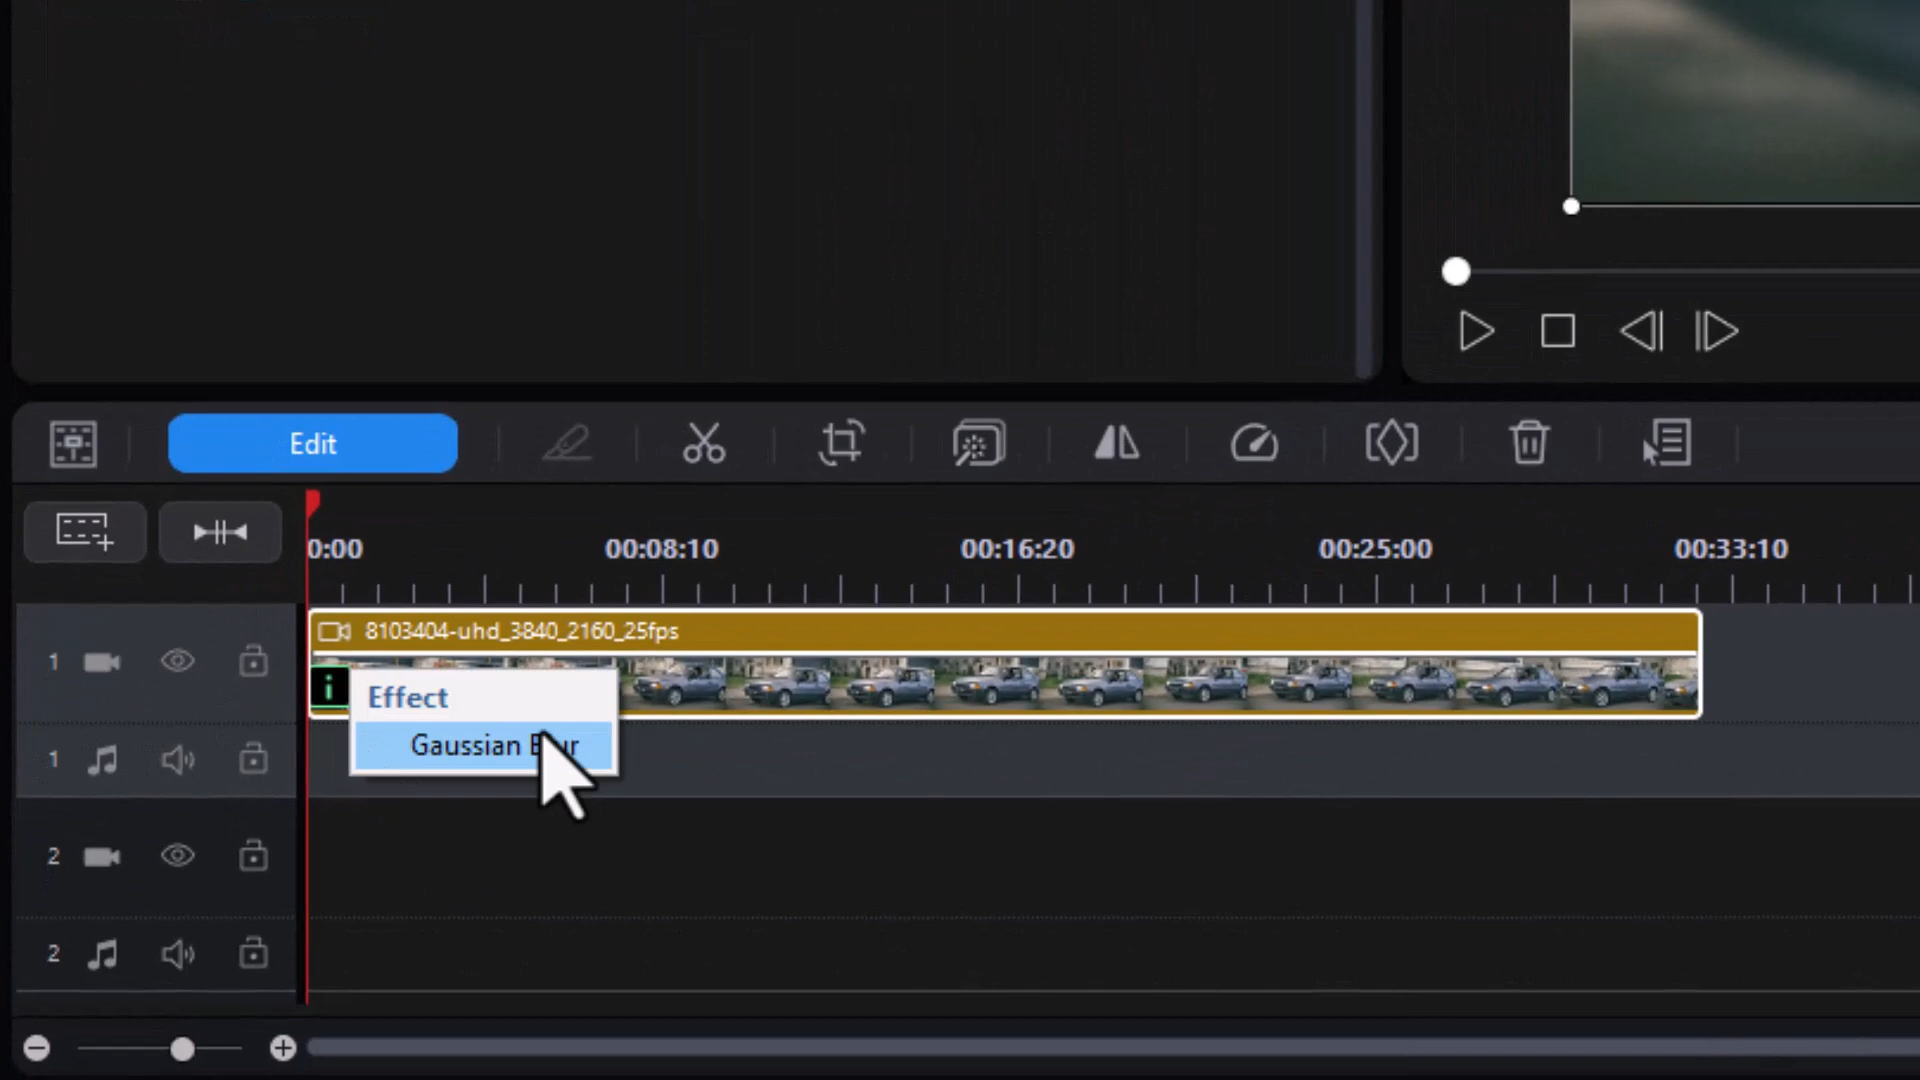 Edit
0:00 00:08:10 00:16:20 00:25:00 00:33:10
8103404-uhd_3840_2160_25fps
1
i
Effect
Gaussian
1
2
2